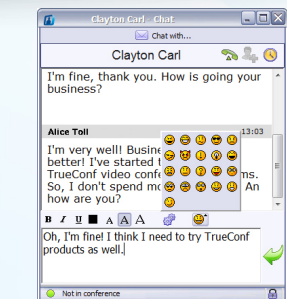 Clayton Carl - Chat
Chat with...
Clayton Carl
I'm fine, thank you. How is going your
business?
Alice Toll 13:03
I'm very well! Busine
better! I've started t
TrueConf video confe ms.
So, I don't spend mo An
how are you?
B I U A A A
Oh, I'm fine! I think I need to try TrueConf
products as well.
Not in conference